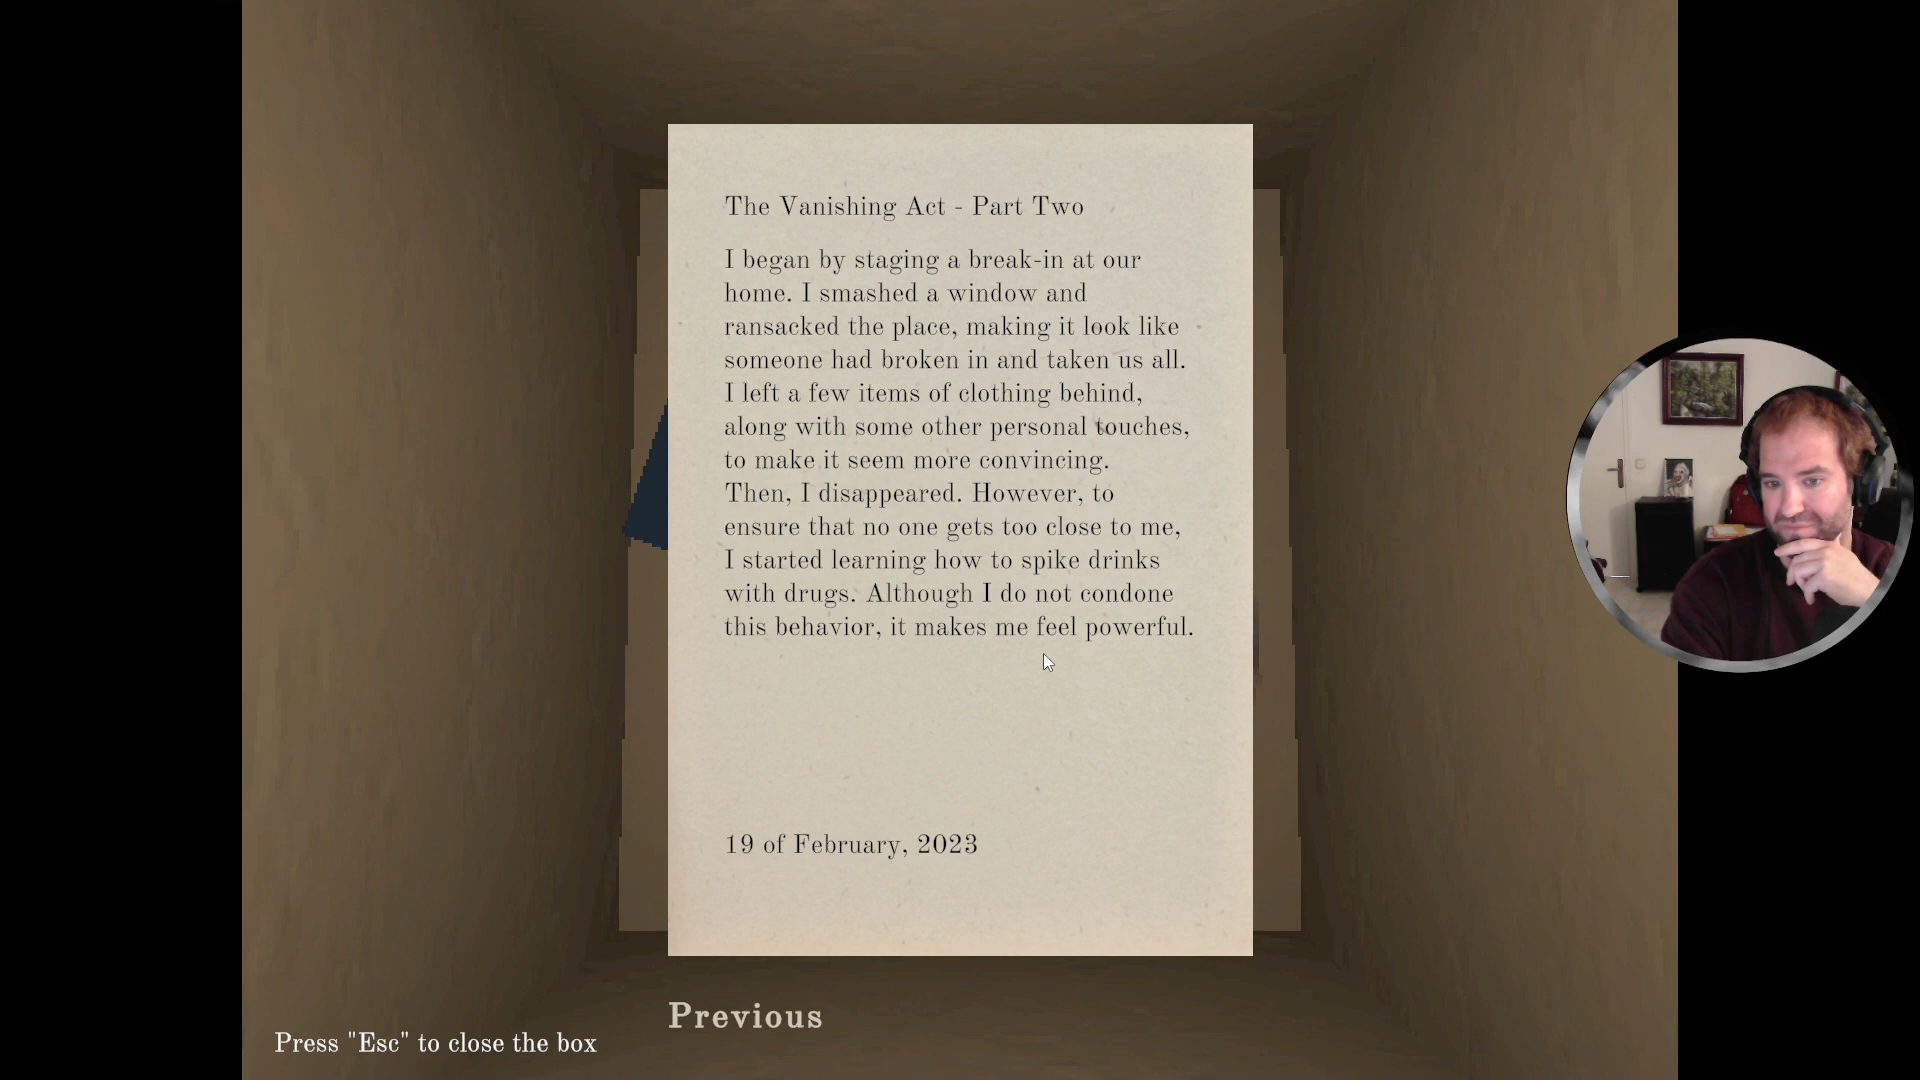 The Vanishing Act - Part Two
I began by staging a break-in at our
home. I smashed a window and
ransacked the place, making it look like
someone had broken in and taken us all.
I left a few items of clothing behind,
along with some other personal touches,
to make it seem more convincing.
Then, I disappeared. However, to
ensure that no one gets too close to me,
I started learning how to spike drinks
with drugs. Although I do not condone
this behavior, it makes me feel powerful.
19 of February, 2023
Previous
Press "Esc" to close the box